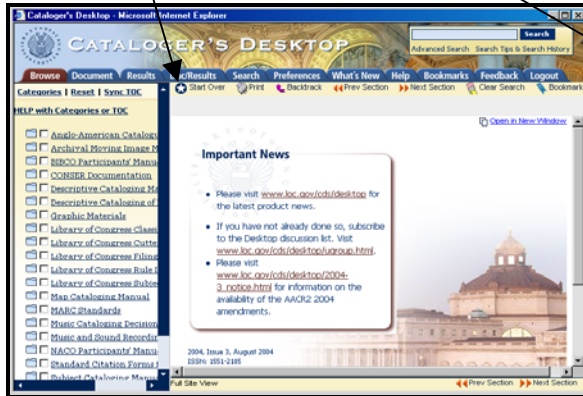 Cataloger's Desktop - Microsoft Internet Explorer
CATALOGER'S DESKTOP
Search
Advanced Search Search Tips & Search History
Browse Document Results Doc/Results Search Preferences What's New Help Bookmarks Feedback Logout
Categories | Reset | Sync TOC
Start Over Print Backtrack Prev Section Next Section Clear Search Bookmark
HELP with Categories or TOC
Open in New Window
Anglo-American Catalogu
Archival Moving Image M
BIBCO Participants' Manu
CONSER Documentation
Descriptive Cataloging Ma
Descriptive Cataloging of
Graphic Materials
Library of Congress Classi
Library of Congress Cutte
Library of Congress Filing
Library of Congress Rule I
Library of Congress Subje
Map Cataloging Manual
MARC Standards
Music Cataloging Decision
Music and Sound Recordin
NACO Participants' Manu
Standard Citation Forms f
Subject Cataloging Manua
Important News
• Please visit www.loc.gov/cds/desktop for
the latest product news.
• If you have not already done so, subscribe
to the Desktop discussion list. Visit
www.loc.gov/cds/desktop/ugroup.html.
• Please visit
www.loc.gov/cds/desktop/2004-
3_notice.html for information on the
availability of the AACR2 2004
amendments.
2004, Issue 3, August 2004
ISSN: 1551-2185
Full Site View
Prev Section Next Section